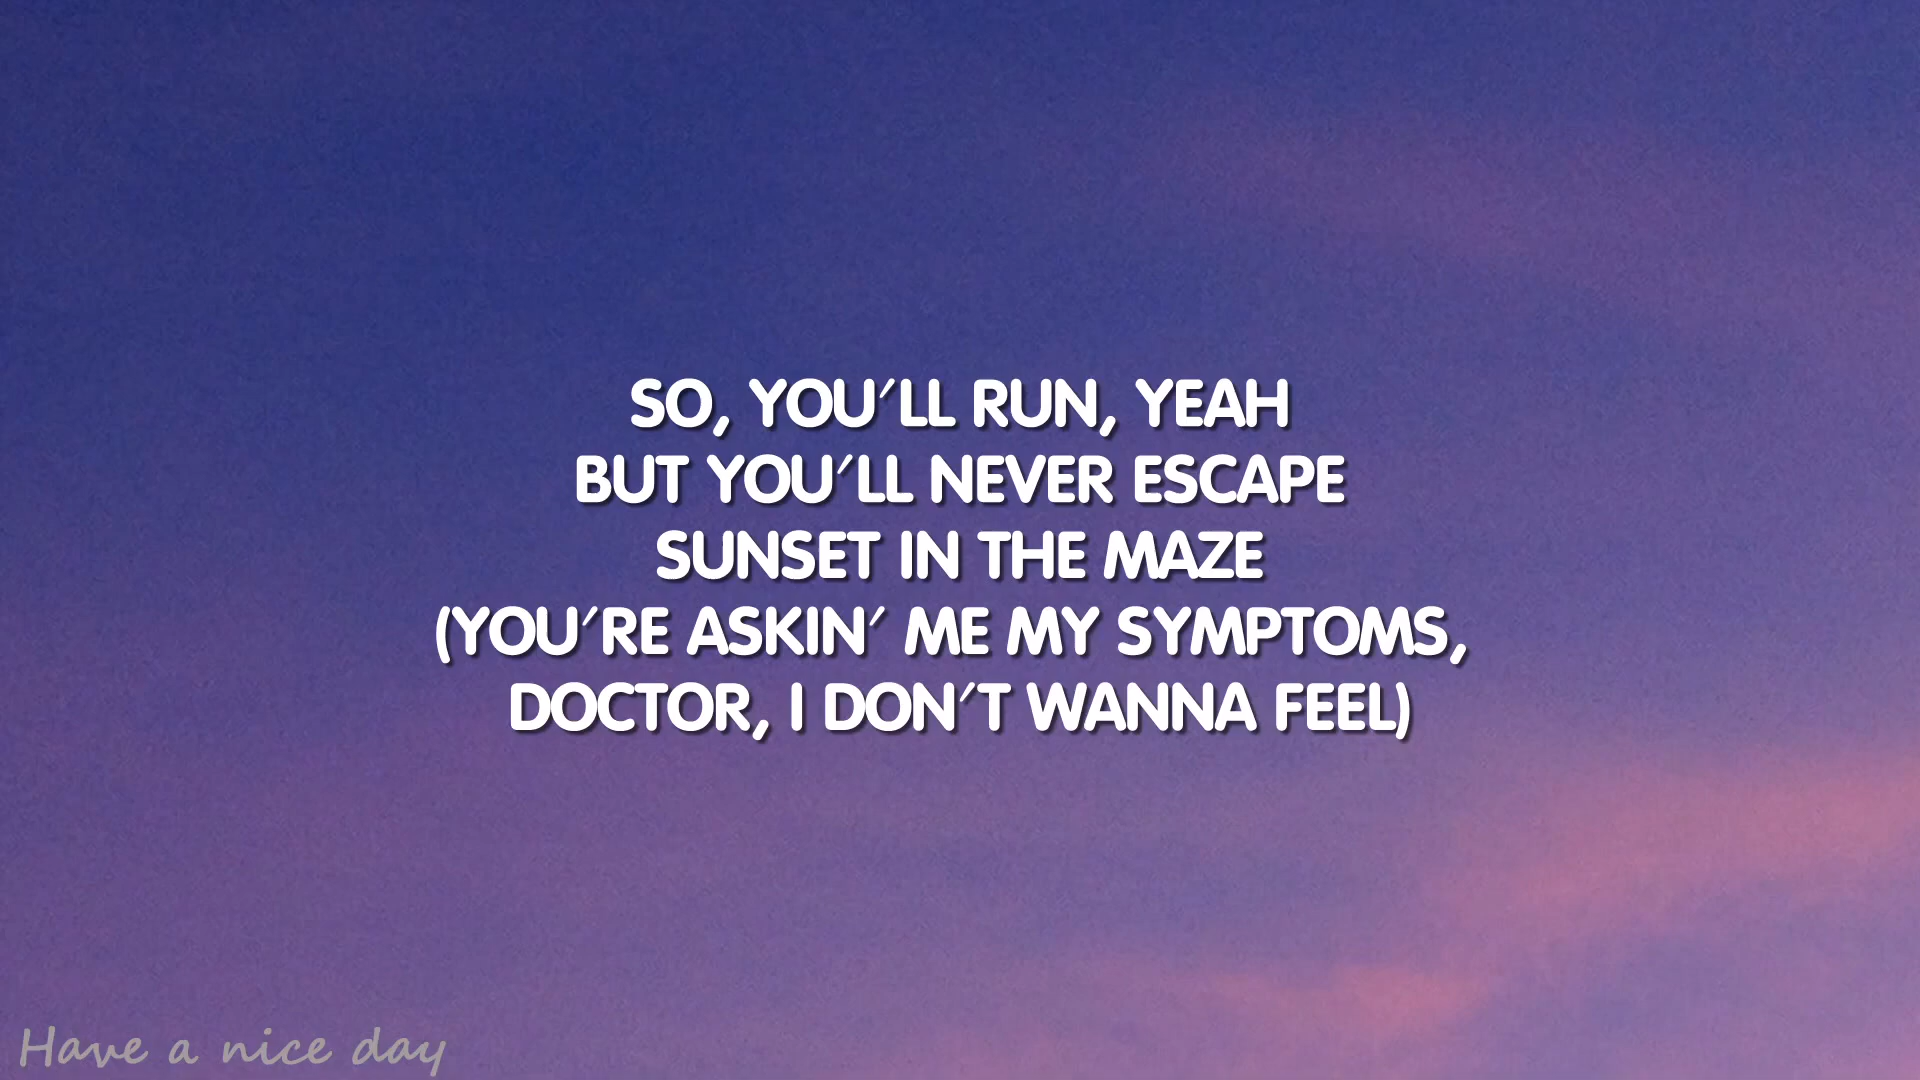 SO, YOU'LL RUN, YEAH
BUT YOU'LL NEVER ESCAPE
SUNSET IN THE MAZE
(YOU'RE ASKIN' ME MY SYMPTOMS,
DOCTOR, I DON'T WANNA FEEL)
Have a nice day